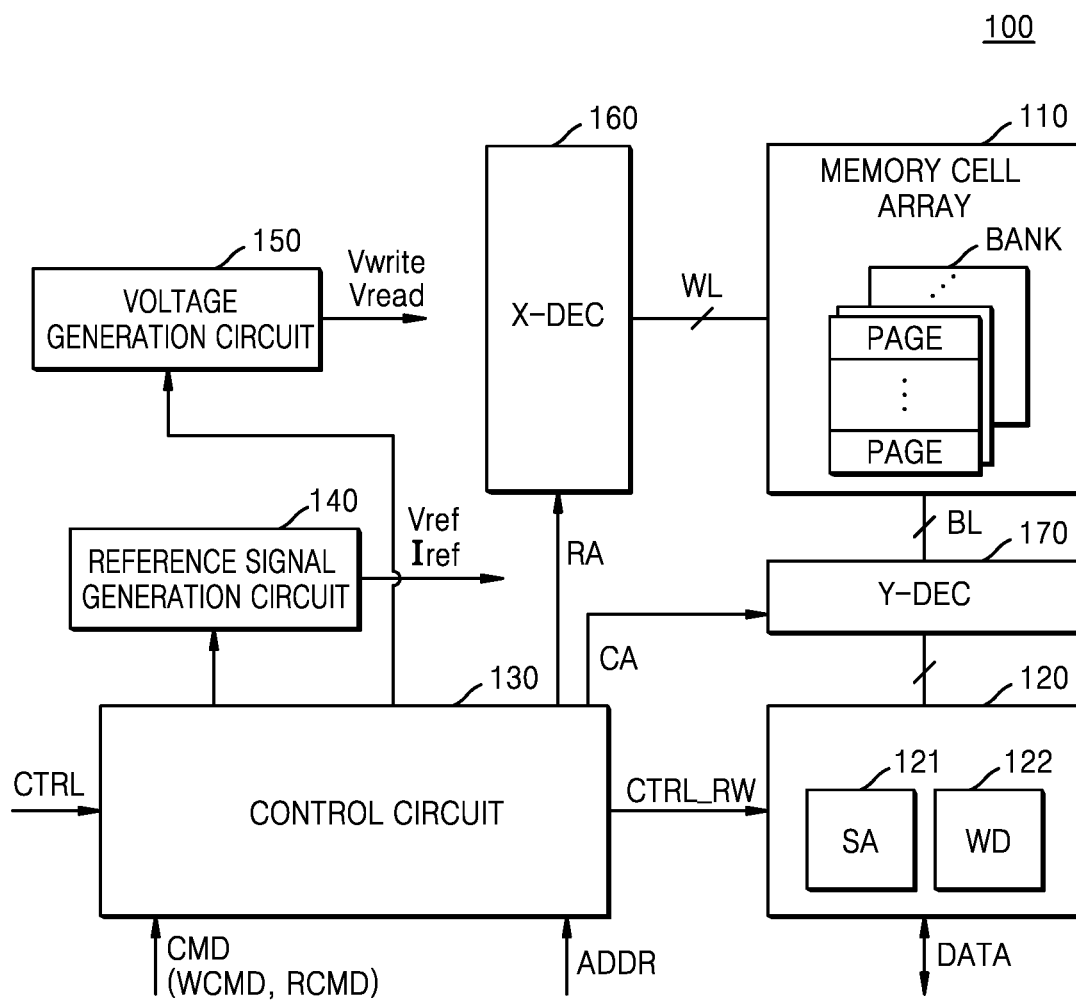 100
160
110
MEMORY CELL
ARRAY
BANK
PAGE
PAGE
150
VOLTAGE
GENERATION CIRCUIT
Vwrite
Vread
X-DEC
WL
140
REFERENCE SIGNAL
GENERATION CIRCUIT
Vref
Iref
RA
BL
170
Y-DEC
CA
130
120
CTRL
CONTROL CIRCUIT
CTRL_RW
121
SA
122
WD
CMD
(WCMD, RCMD)
ADDR
DATA